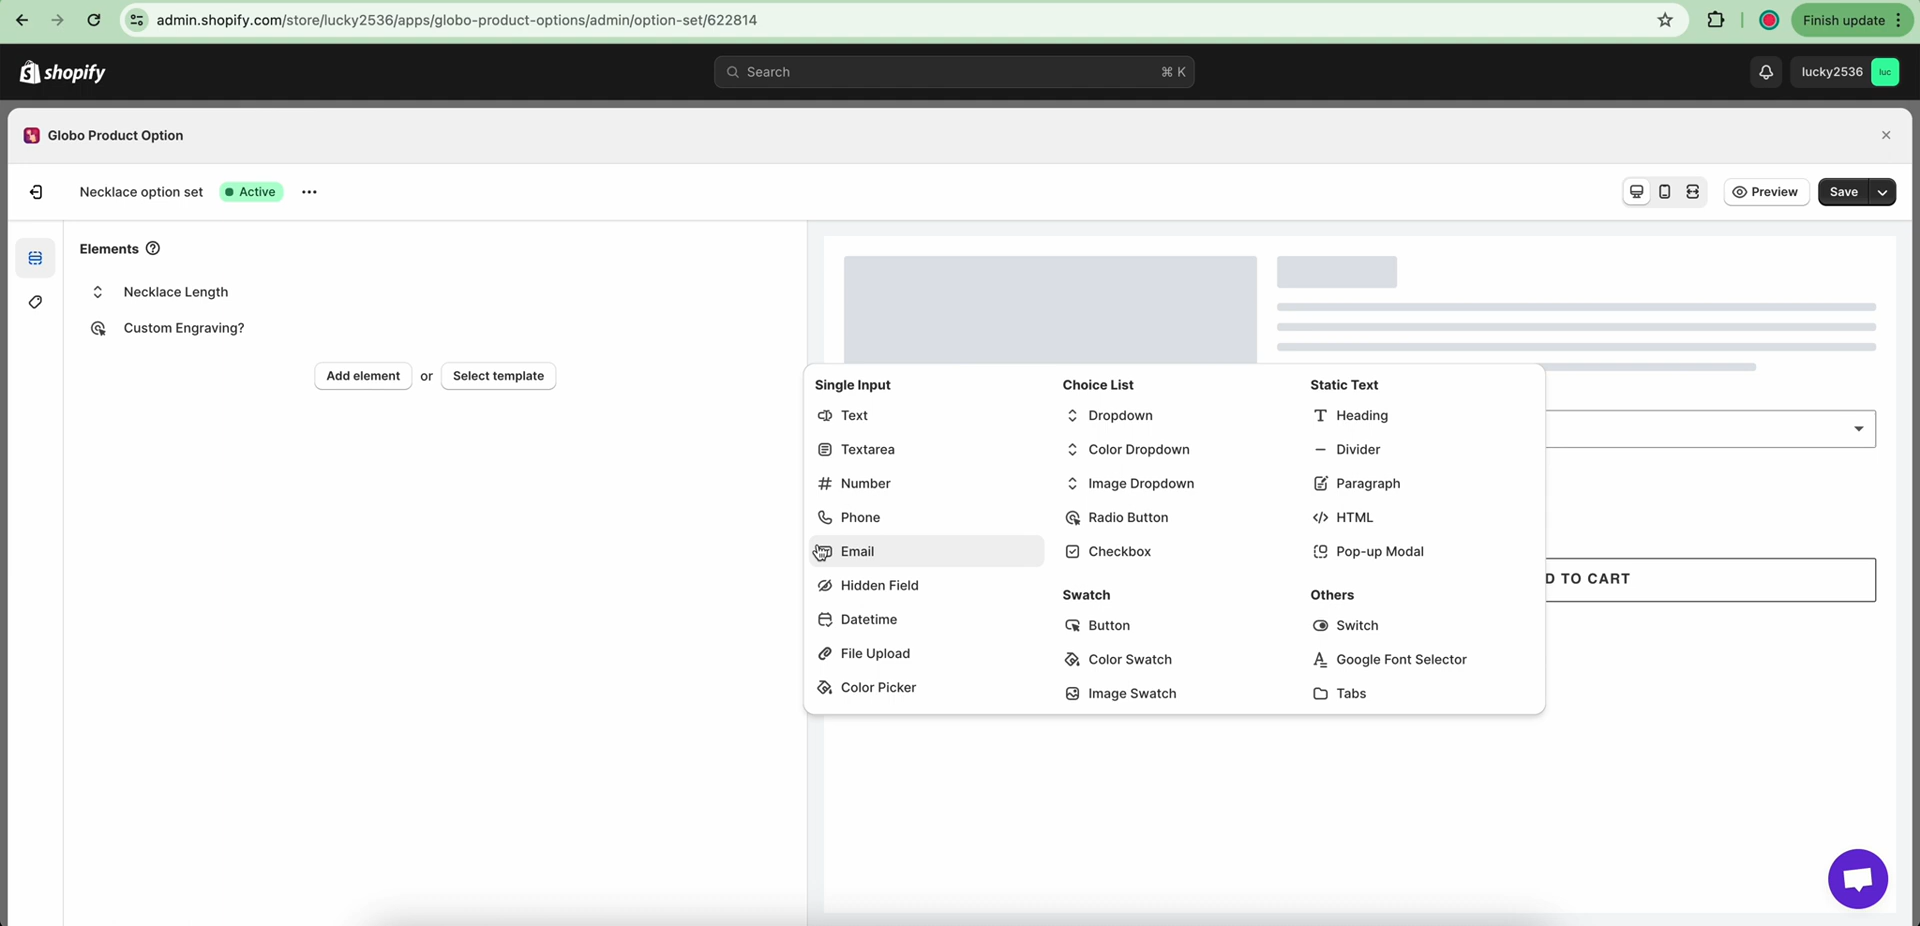 admin.shopify.com/store/lucky2536/apps/globo-product-options/admin/option-set/622814
Finish update
shopify
Search
⌘ K
lucky2536
luc
Globo Product Option
Necklace option set
Active
Preview
Save
Elements
Necklace Length
Custom Engraving?
Add element
or
Select template
Single Input
Text
Textarea
Number
Phone
Email
Hidden Field
Datetime
File Upload
Color Picker
Choice List
Dropdown
Color Dropdown
Image Dropdown
Radio Button
Checkbox
Swatch
Button
Color Swatch
Image Swatch
Static Text
Heading
Divider
Paragraph
HTML
Pop-up Modal
Others
Switch
Google Font Selector
Tabs
D TO CART